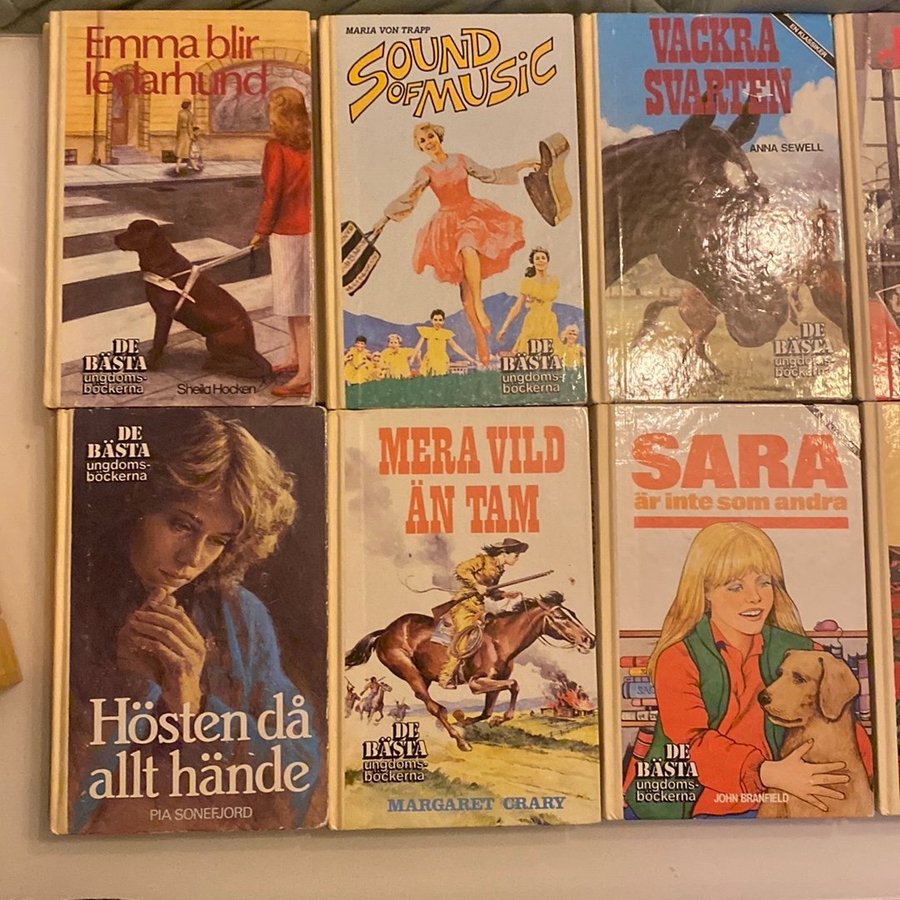 Emma blir
ledarhund
DE
BÄSTA
ungdoms-
böckerna
Sheila Hocken
MARIA VON TRAPP
SOUND
OF MUSIC
DE
BÄSTA
ungdoms-
böckerna
VACKRA
SVARTEN
EN KLASSIKER
ANNA SEWELL
DE
BÄSTA
ungdoms-
böckerna
DE
BÄSTA
ungdoms-
böckerna
Hösten då
allt hände
PIA SONEFJORD
MERA VILD
ÄN TAM
DE
BÄSTA
ungdoms-
böckerna
MARGARET CRARY
SARA
är inte som andra
DE
BÄSTA
ungdoms-
böckerna
JOHN BRANFIELD